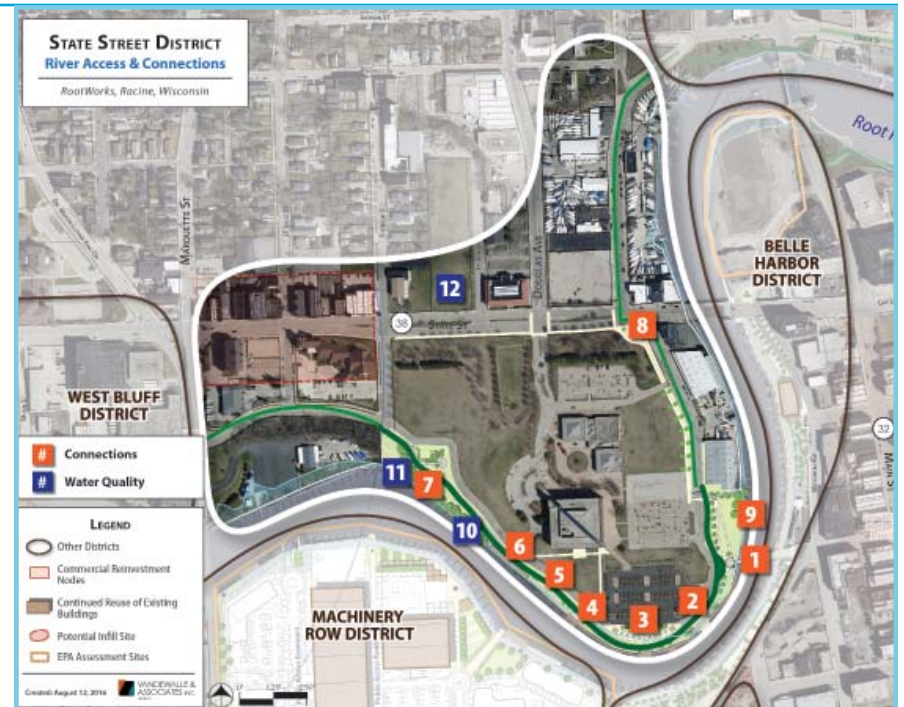 STATE STREET DISTRICT
River Access & Connections
RootWorks, Racine, Wisconsin
MARQUETTE ST
DOUGLAS AVE
38
STATE ST
32
MAIN ST
BELLE
HARBOR
DISTRICT
WEST BLUFF
DISTRICT
MACHINERY
ROW DISTRICT
12
8
11
7
10
6
5
4
3
2
9
1
# Connections
# Water Quality
LEGEND
Other Districts
Commercial Reinvestment
Nodes
Continued Reuse of Existing
Buildings
Potential Infill Site
EPA Assessment Sites
Created: August 12, 2016
VANDEWALLE &
ASSOCIATES INC.